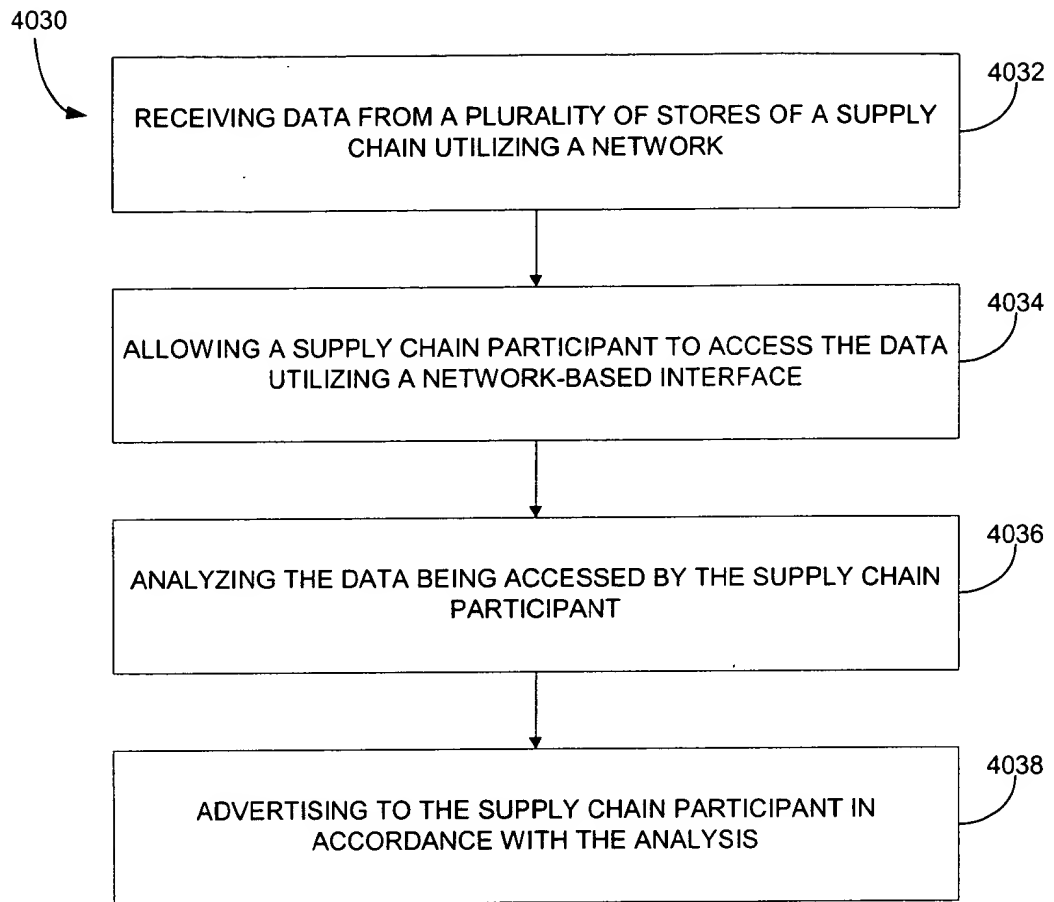 4030
4032
RECEIVING DATA FROM A PLURALITY OF STORES OF A SUPPLY
CHAIN UTILIZING A NETWORK
4034
ALLOWING A SUPPLY CHAIN PARTICIPANT TO ACCESS THE DATA
UTILIZING A NETWORK-BASED INTERFACE
4036
ANALYZING THE DATA BEING ACCESSED BY THE SUPPLY CHAIN
PARTICIPANT
4038
ADVERTISING TO THE SUPPLY CHAIN PARTICIPANT IN
ACCORDANCE WITH THE ANALYSIS